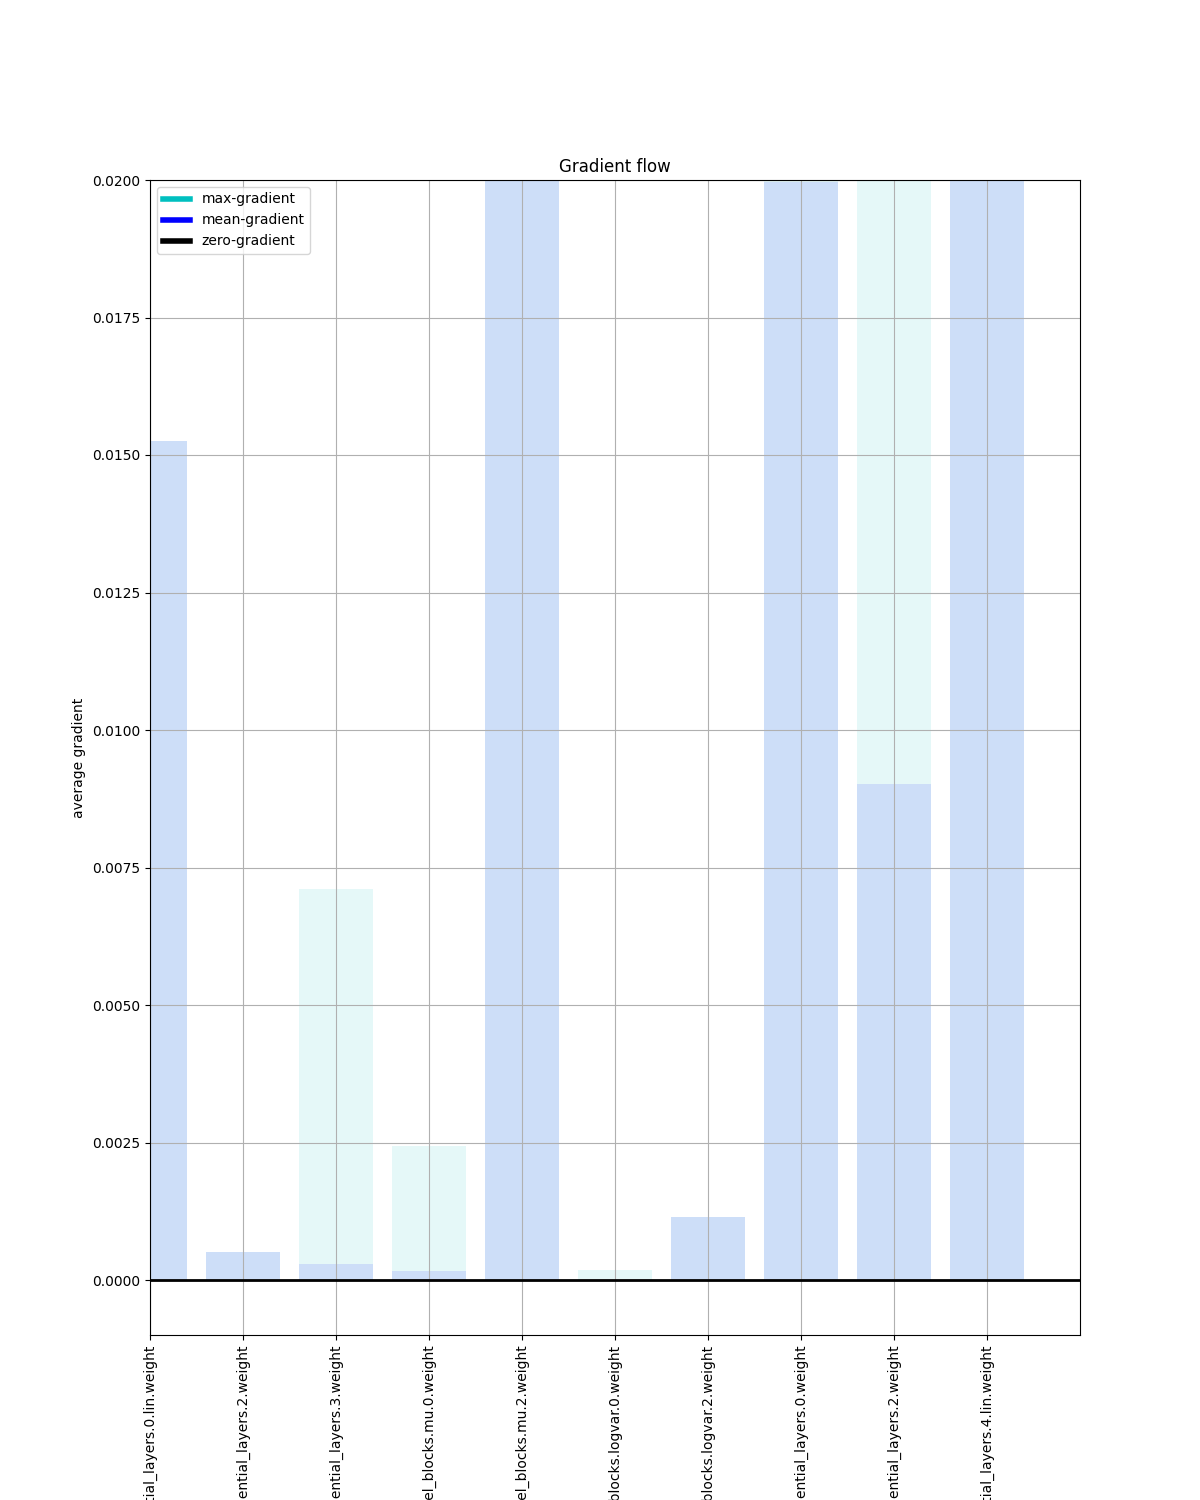 Gradient flow
max-gradient
mean-gradient
zero-gradient
0.0200
0.0175
0.0150
0.0125
0.0100
0.0075
0.0050
0.0025
0.0000
average gradient
tial_layers.0.lin.weight
ential_layers.2.weight
ential_layers.3.weight
el_blocks.mu.0.weight
el_blocks.mu.2.weight
blocks.logvar.0.weight
blocks.logvar.2.weight
ential_layers.0.weight
ential_layers.2.weight
tial_layers.4.lin.weight